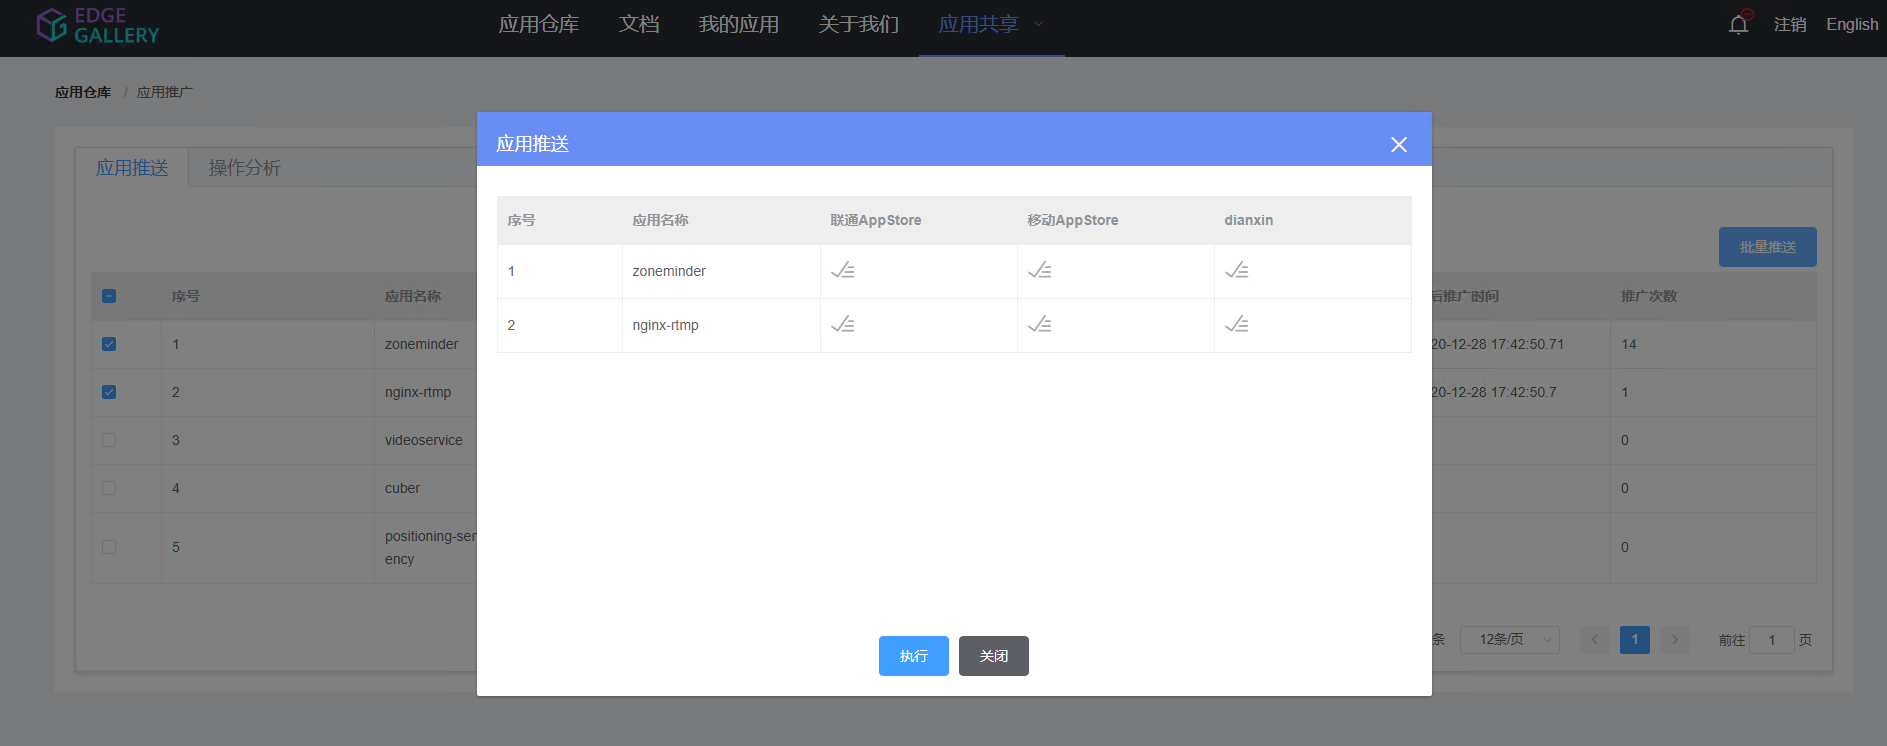 EDGE
GALLERY
应用仓库 文档 我的应用 关于我们 应用共享 注销 English
应用仓库 / 应用推广
应用推送
应用推送 操作分析
序号 应用名称 联通AppStore 移动AppStore dianxin
1 zoneminder
2 nginx-rtmp
执行 关闭
批量推送
序号 应用名称 后推广时间 推广次数
1 zoneminder 20-12-28 17:42:50.71 14
2 nginx-rtmp 20-12-28 17:42:50.7 1
3 videoservice 0
4 cuber 0
5 positioning-ser
ency 0
条 12条/页 1 前往 1 页